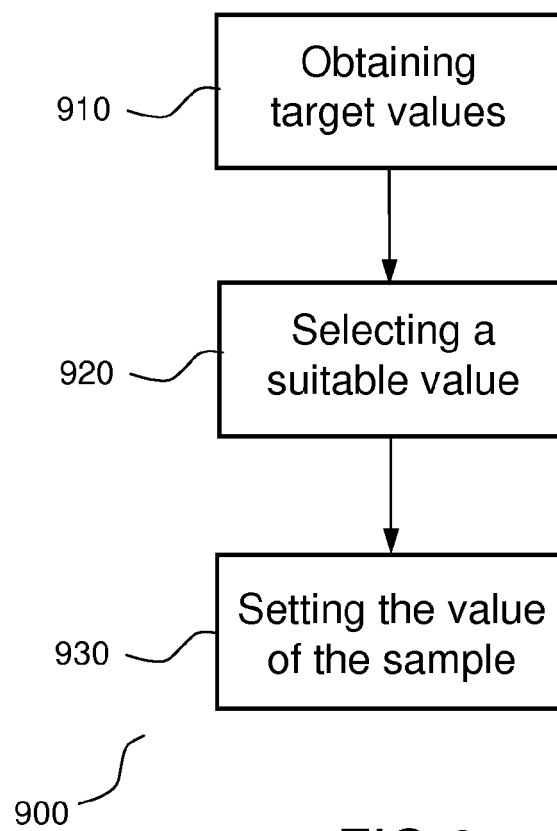 Obtaining
target values
910
Selecting a
suitable value
920
Setting the value
of the sample
930
900